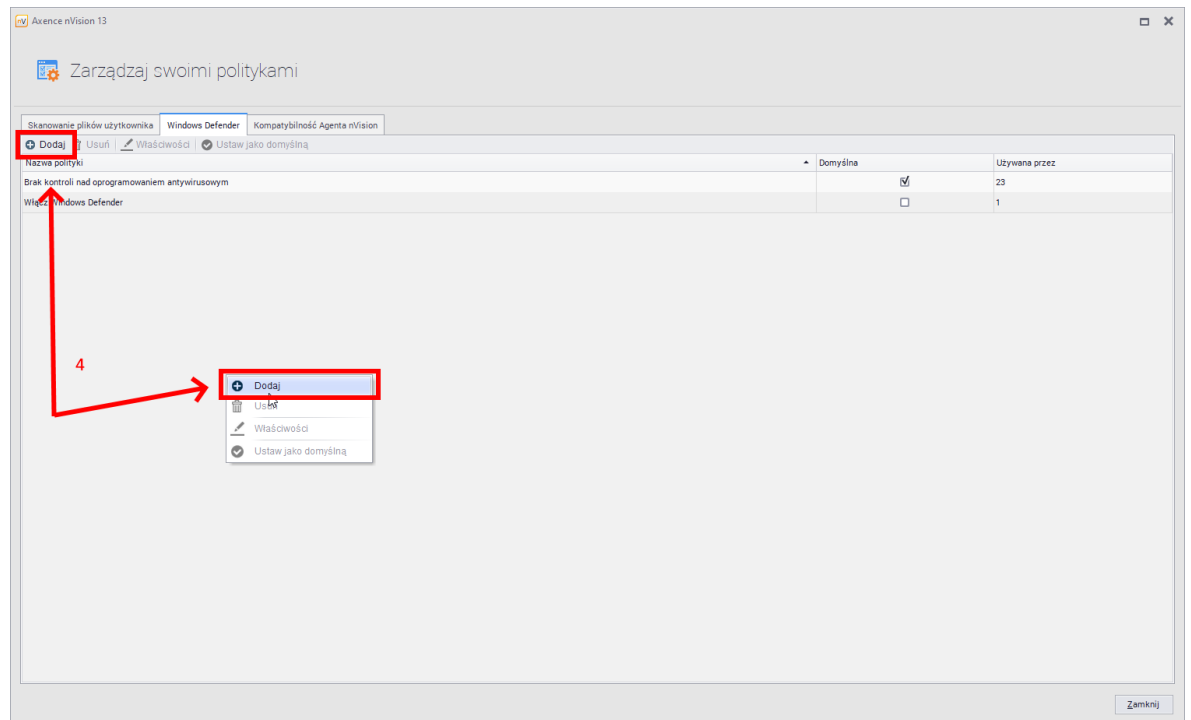 Axence nVision 13
Zarządzaj swoimi politykami
Skanowanie plików użytkownika Windows Defender Kompatybilność Agenta nVision
Dodaj Usuń Właściwości Ustaw jako domyślną
Nazwa polityki Domyślna Używana przez
Brak kontroli nad oprogramowaniem antywirusowym 23
Włącz Windows Defender 1
4
Dodaj
Usuń
Właściwości
Ustaw jako domyślną
Zamknij